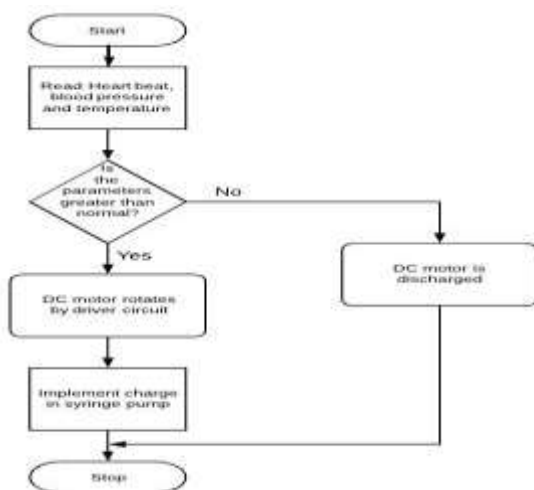 Start
Read Heart beat,
blood pressure
and temperature
Is
the
parameters
greater than
normal?
No
Yes
DC motor rotates
by driver circuit
DC motor is
discharged
Implement charge
in syringe pump
Stop